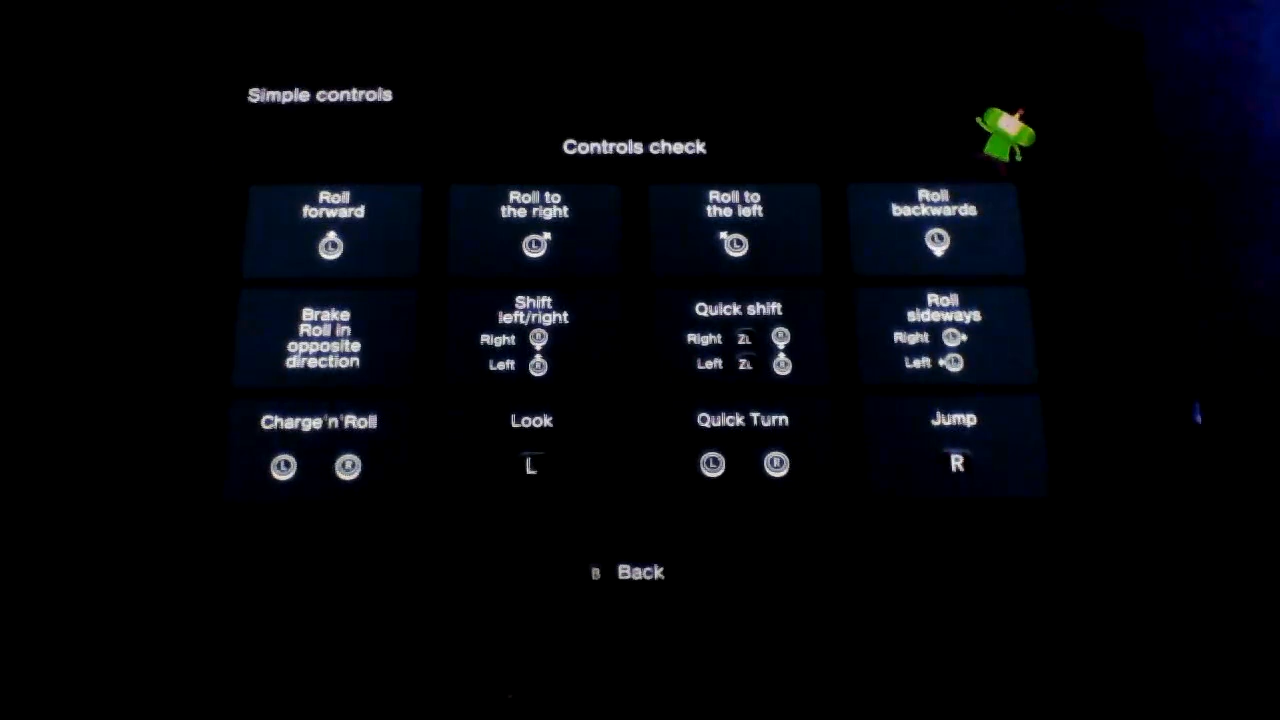 Simple controls
Controls check
Roll
forward
L
Roll to
the right
L
Roll to
the left
L
Roll
backwards
L
Brake
Roll in
opposite
direction
Shift
left/right
Right R
Left R
Quick shift
Right ZL R
Left ZL R
Roll
sideways
Right L
Left L
Charge'n'Roll
L R
Look
L
Quick Turn
L R
Jump
R
B Back